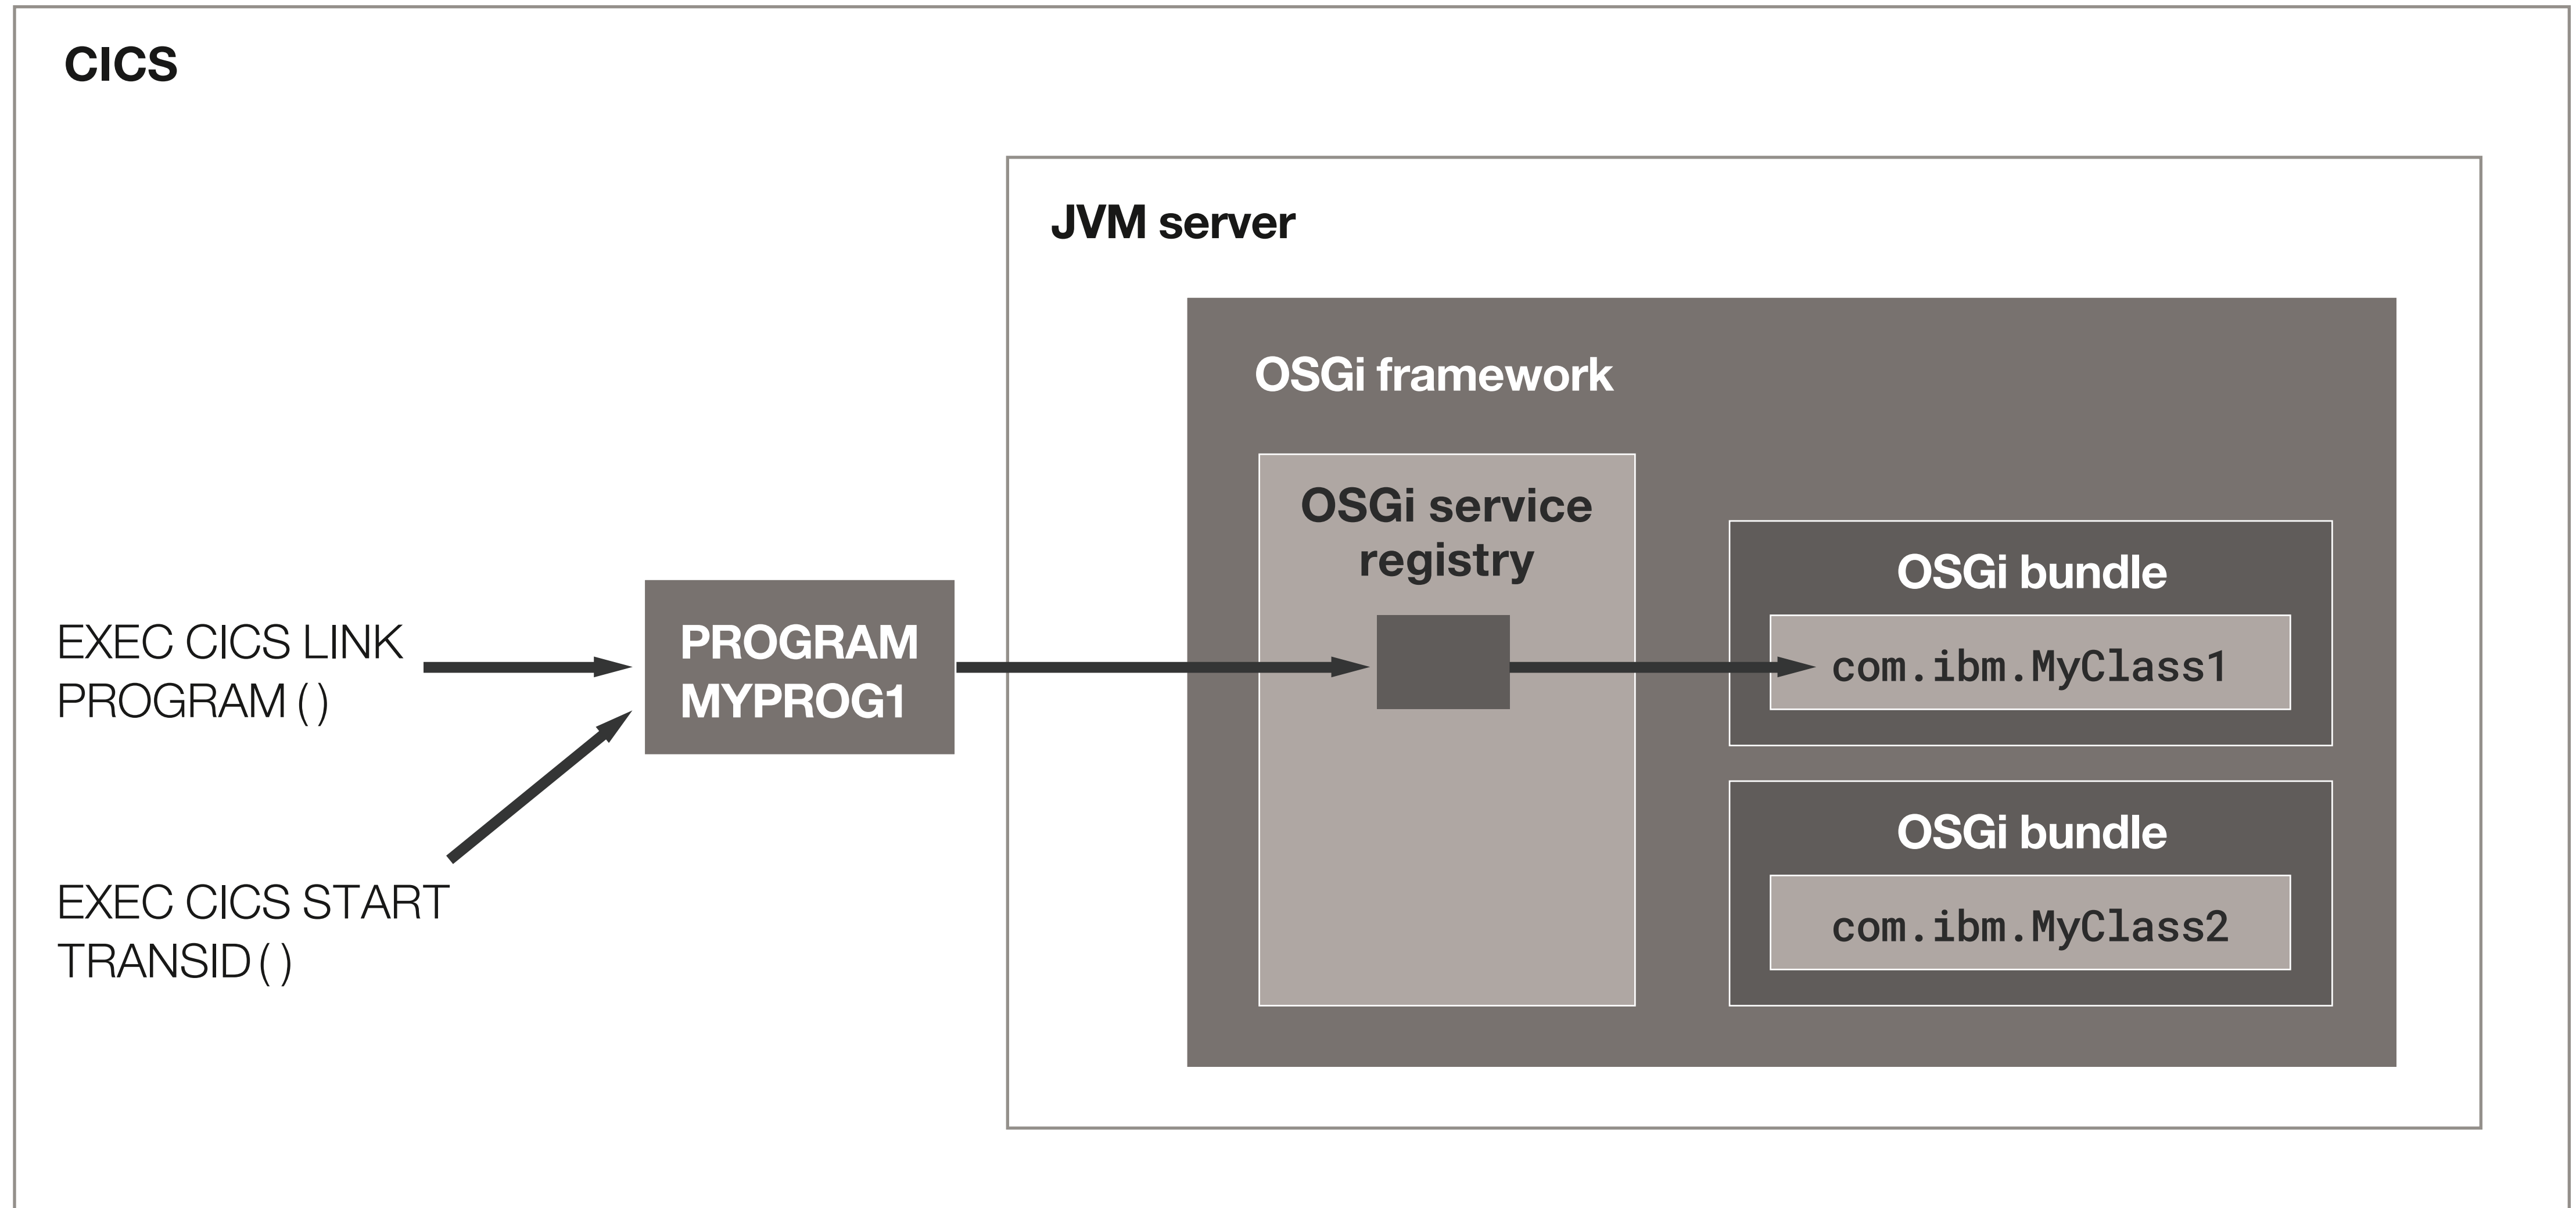 CICS
JVM server
OSGi framework
OSGi service
registry
OSGi bundle
com.ibm.MyClass1
EXEC CICS LINK
PROGRAM ( )
PROGRAM
MYPROG1
OSGi bundle
com.ibm.MyClass2
EXEC CICS START
TRANSID ( )